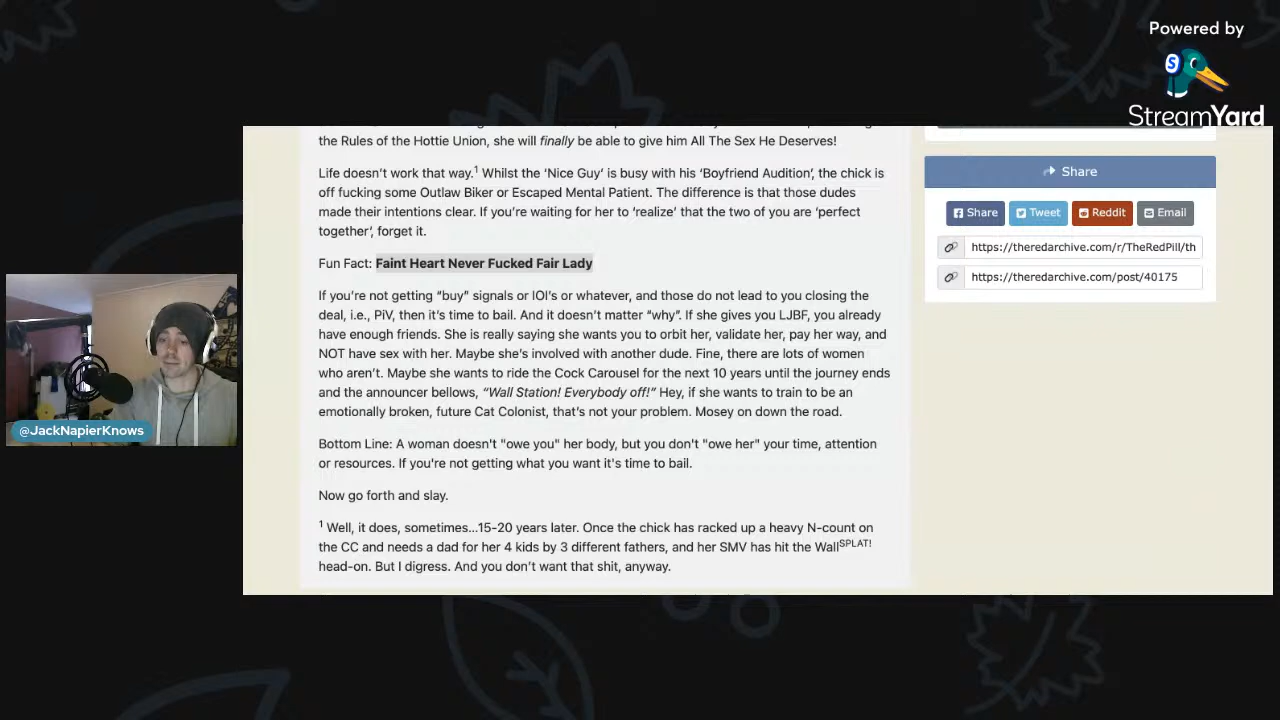 Powered by
StreamYard
the Rules of the Hottie Union, she will finally be able to give him All The Sex He Deserves!
Life doesn't work that way.1 Whilst the 'Nice Guy' is busy with his 'Boyfriend Audition', the chick is
off fucking some Outlaw Biker or Escaped Mental Patient. The difference is that those dudes
made their intentions clear. If you're waiting for her to 'realize' that the two of you are 'perfect
together', forget it.
Fun Fact: Faint Heart Never Fucked Fair Lady
If you're not getting "buy" signals or IOI's or whatever, and those do not lead to you closing the
deal, i.e., PiV, then it's time to bail. And it doesn't matter "why". If she gives you LJBF, you already
have enough friends. She is really saying she wants you to orbit her, validate her, pay her way, and
NOT have sex with her. Maybe she's involved with another dude. Fine, there are lots of women
who aren't. Maybe she wants to ride the Cock Carousel for the next 10 years until the journey ends
and the announcer bellows, "Wall Station! Everybody off!" Hey, if she wants to train to be an
emotionally broken, future Cat Colonist, that's not your problem. Mosey on down the road.
Bottom Line: A woman doesn't "owe you" her body, but you don't "owe her" your time, attention
or resources. If you're not getting what you want it's time to bail.
Now go forth and slay.
1 Well, it does, sometimes...15-20 years later. Once the chick has racked up a heavy N-count on
the CC and needs a dad for her 4 kids by 3 different fathers, and her SMV has hit the WallSPLAT!
head-on. But I digress. And you don't want that shit, anyway.
Share
Share Tweet Reddit Email
https://theredarchive.com/r/TheRedPill/th
https://theredarchive.com/post/40175
@JackNapierKnows